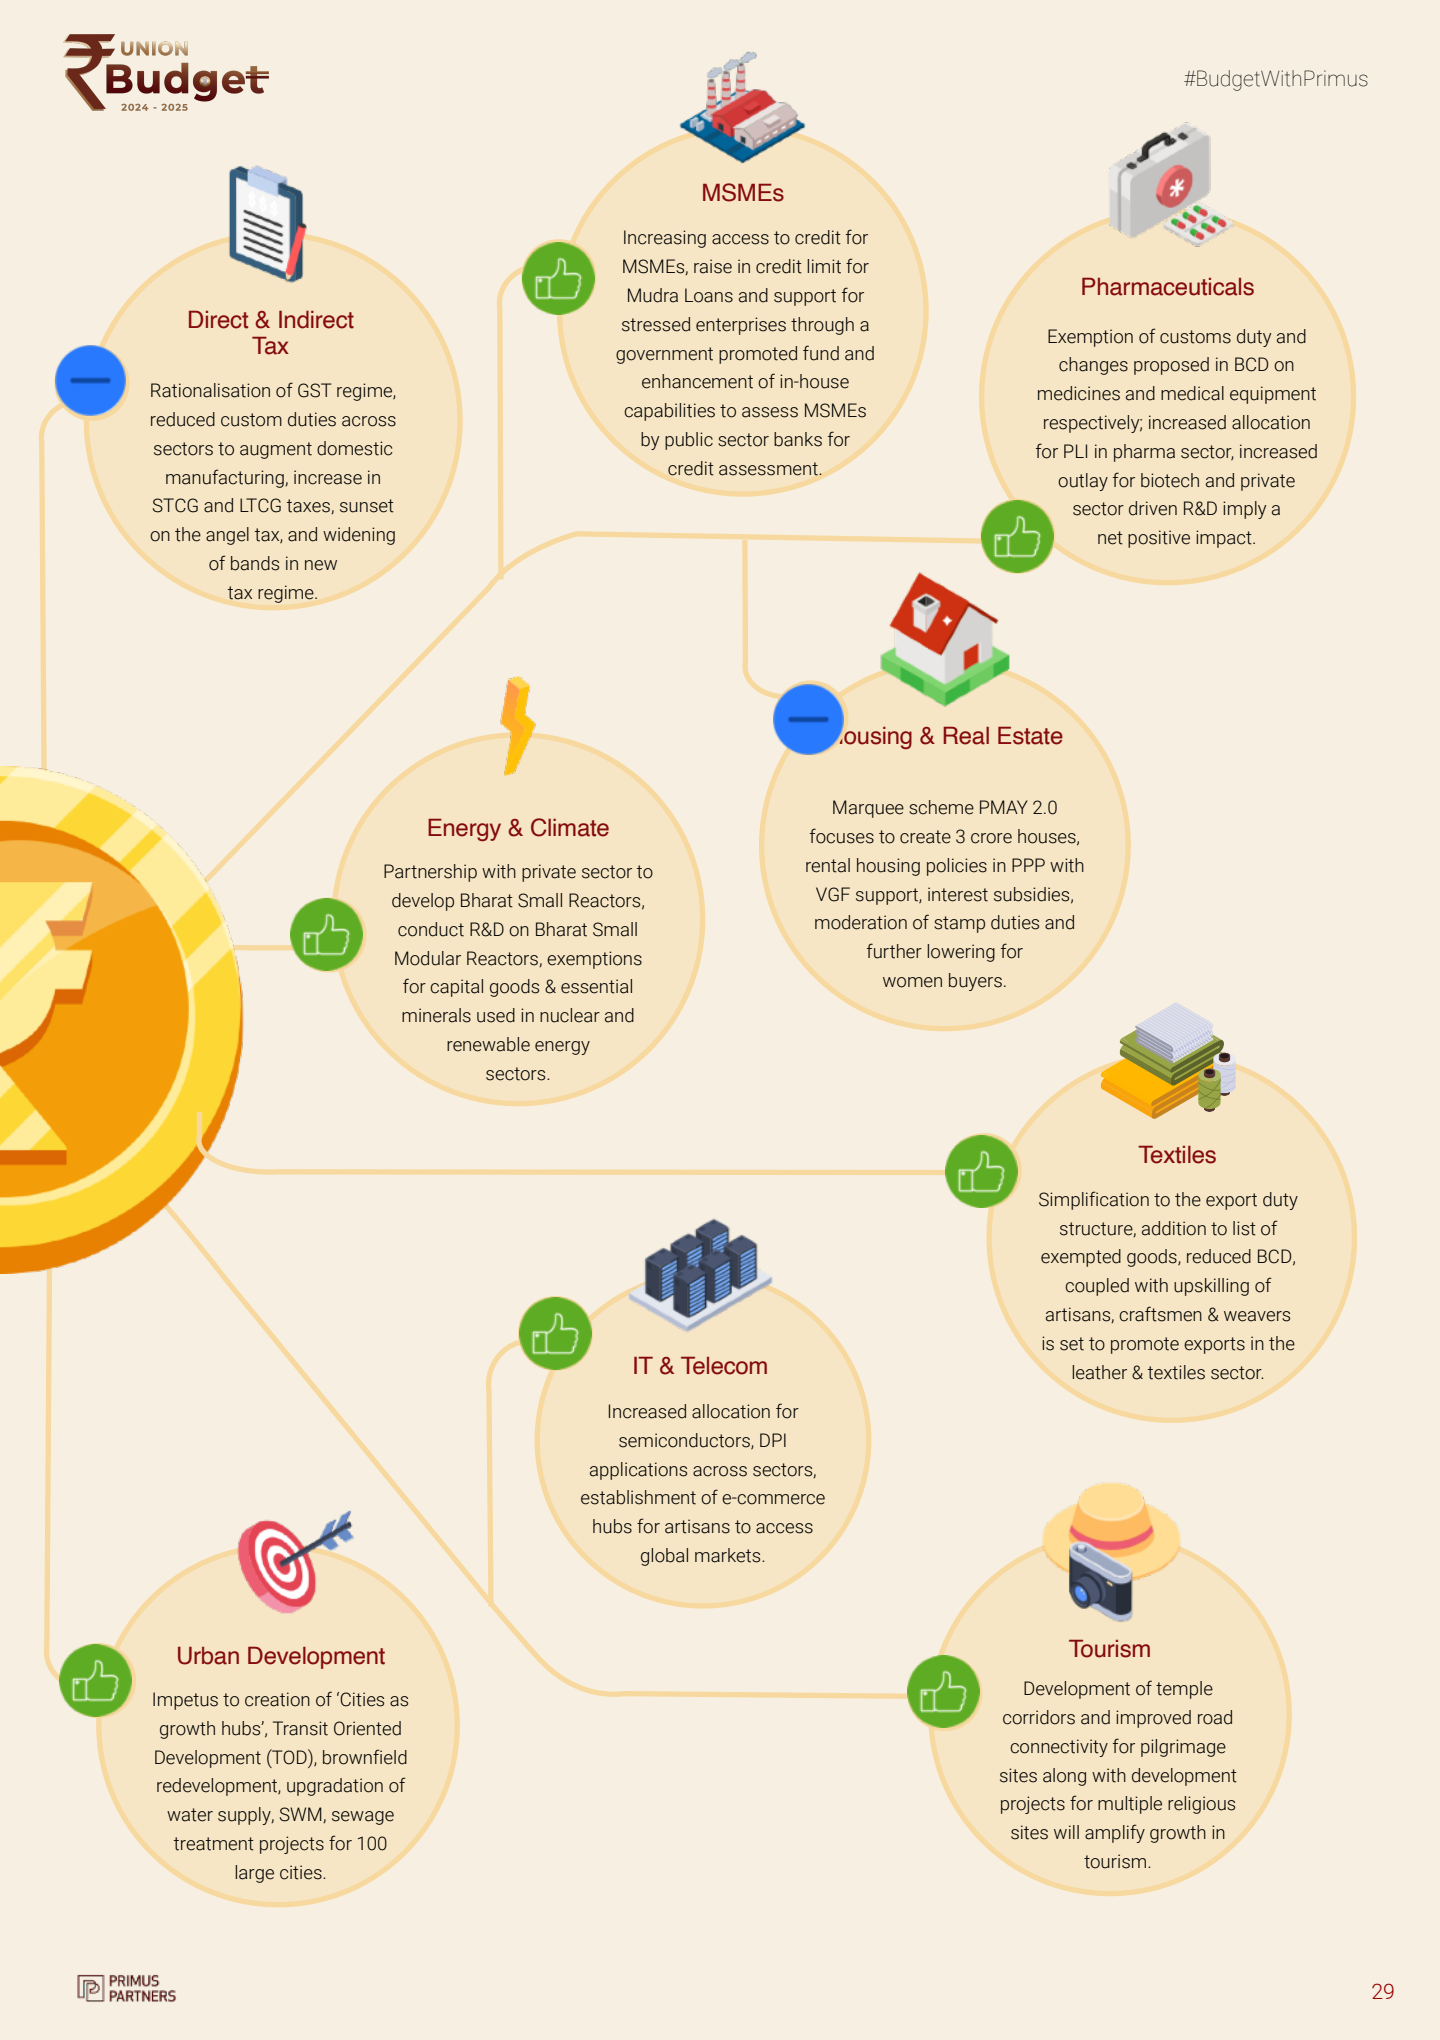 UNION
Budget
2024 - 2025
#BudgetWithPrimus
MSMEs
Increasing access to credit for
MSMEs, raise in credit limit for
Mudra Loans and support for
stressed enterprises through a
government promoted fund and
enhancement of in-house
capabilities to assess MSMEs
by public sector banks for
credit assessment.
Pharmaceuticals
Exemption of customs duty and
changes proposed in BCD on
medicines and medical equipment
respectively; increased allocation
for PLI in pharma sector, increased
outlay for biotech and private
sector driven R&D imply a
net positive impact.
Direct & Indirect
Tax
Rationalisation of GST regime,
reduced custom duties across
sectors to augment domestic
manufacturing, increase in
STCG and LTCG taxes, sunset
on the angel tax, and widening
of bands in new
tax regime.
Housing & Real Estate
Marquee scheme PMAY 2.0
focuses to create 3 crore houses,
rental housing policies in PPP with
VGF support, interest subsidies,
moderation of stamp duties and
further lowering for
women buyers.
Energy & Climate
Partnership with private sector to
develop Bharat Small Reactors,
conduct R&D on Bharat Small
Modular Reactors, exemptions
for capital goods & essential
minerals used in nuclear and
renewable energy
sectors.
Textiles
Simplification to the export duty
structure, addition to list of
exempted goods, reduced BCD,
coupled with upskilling of
artisans, craftsmen & weavers
is set to promote exports in the
leather & textiles sector.
IT & Telecom
Increased allocation for
semiconductors, DPI
applications across sectors,
establishment of e-commerce
hubs for artisans to access
global markets.
Urban Development
Impetus to creation of ‘Cities as
growth hubs’, Transit Oriented
Development (TOD), brownfield
redevelopment, upgradation of
water supply, SWM, sewage
treatment projects for 100
large cities.
Tourism
Development of temple
corridors and improved road
connectivity for pilgrimage
sites along with development
projects for multiple religious
sites will amplify growth in
tourism.
PRIMUS
PARTNERS
29